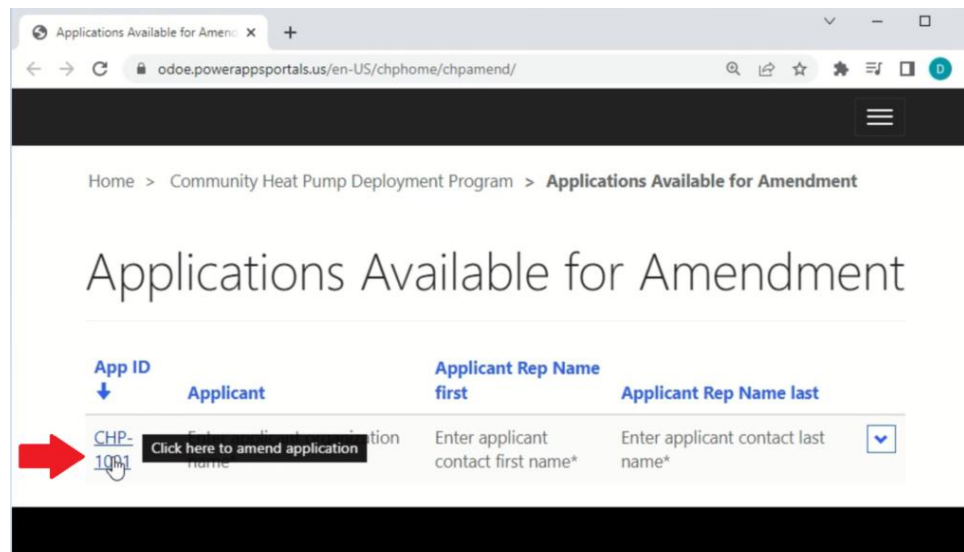 Applications Available for Amend
odoe.powerappsportals.us/en-US/chphome/chpamend/
D
Home > Community Heat Pump Deployment Program > Applications Available for Amendment
Applications Available for Amendment
App ID Applicant Applicant Rep Name first Applicant Rep Name last
CHP- Click here to amend application Enter applicant Enter applicant contact last
name* contact first name* name*